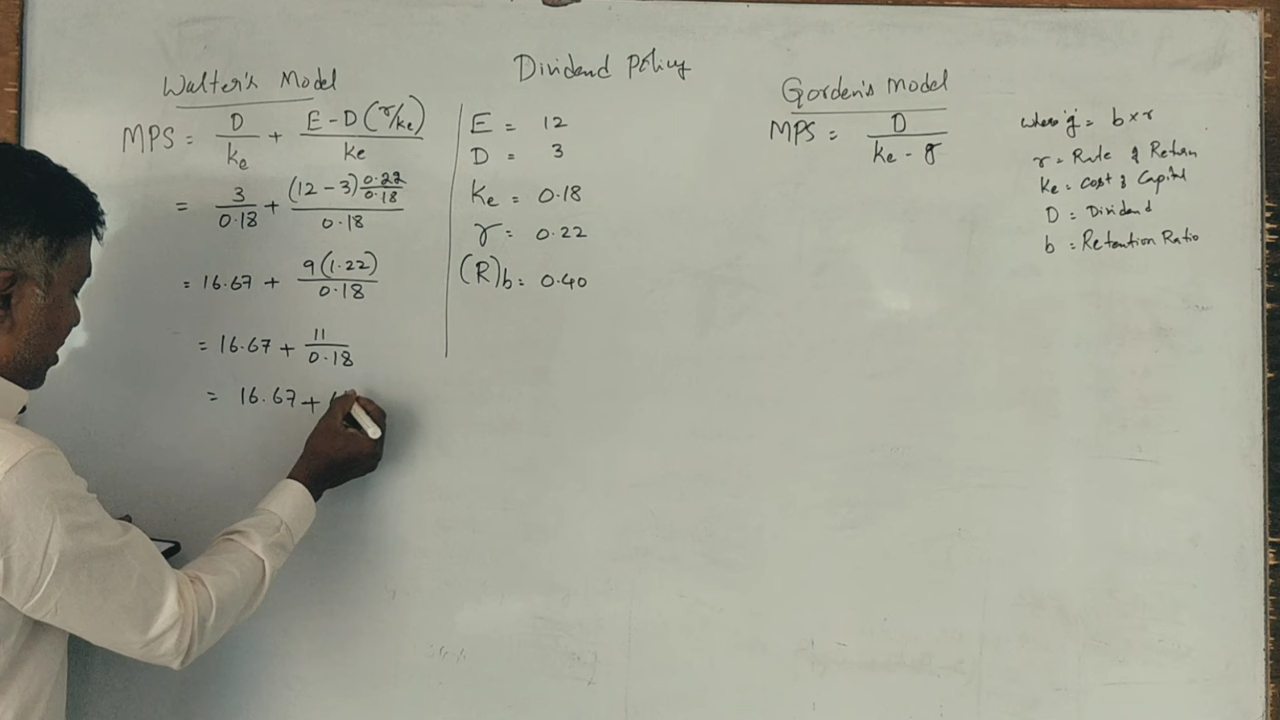 Dividend Policy
Walter's Model
MPS = D/ke + E-D(r/ke)/ke
= 3/0.18 + (12-3)0.22/0.18/0.18
= 16.67 + 9(1.22)/0.18
= 16.67 + 11/0.18
= 16.67 +
E = 12
D = 3
Ke = 0.18
r = 0.22
(R)b = 0.40
Gorden's Model
MPS = D/Ke - g
where 'g' = b x r
r = Rate of Return
Ke = Cost of Capital
D = Dividend
b = Retention Ratio